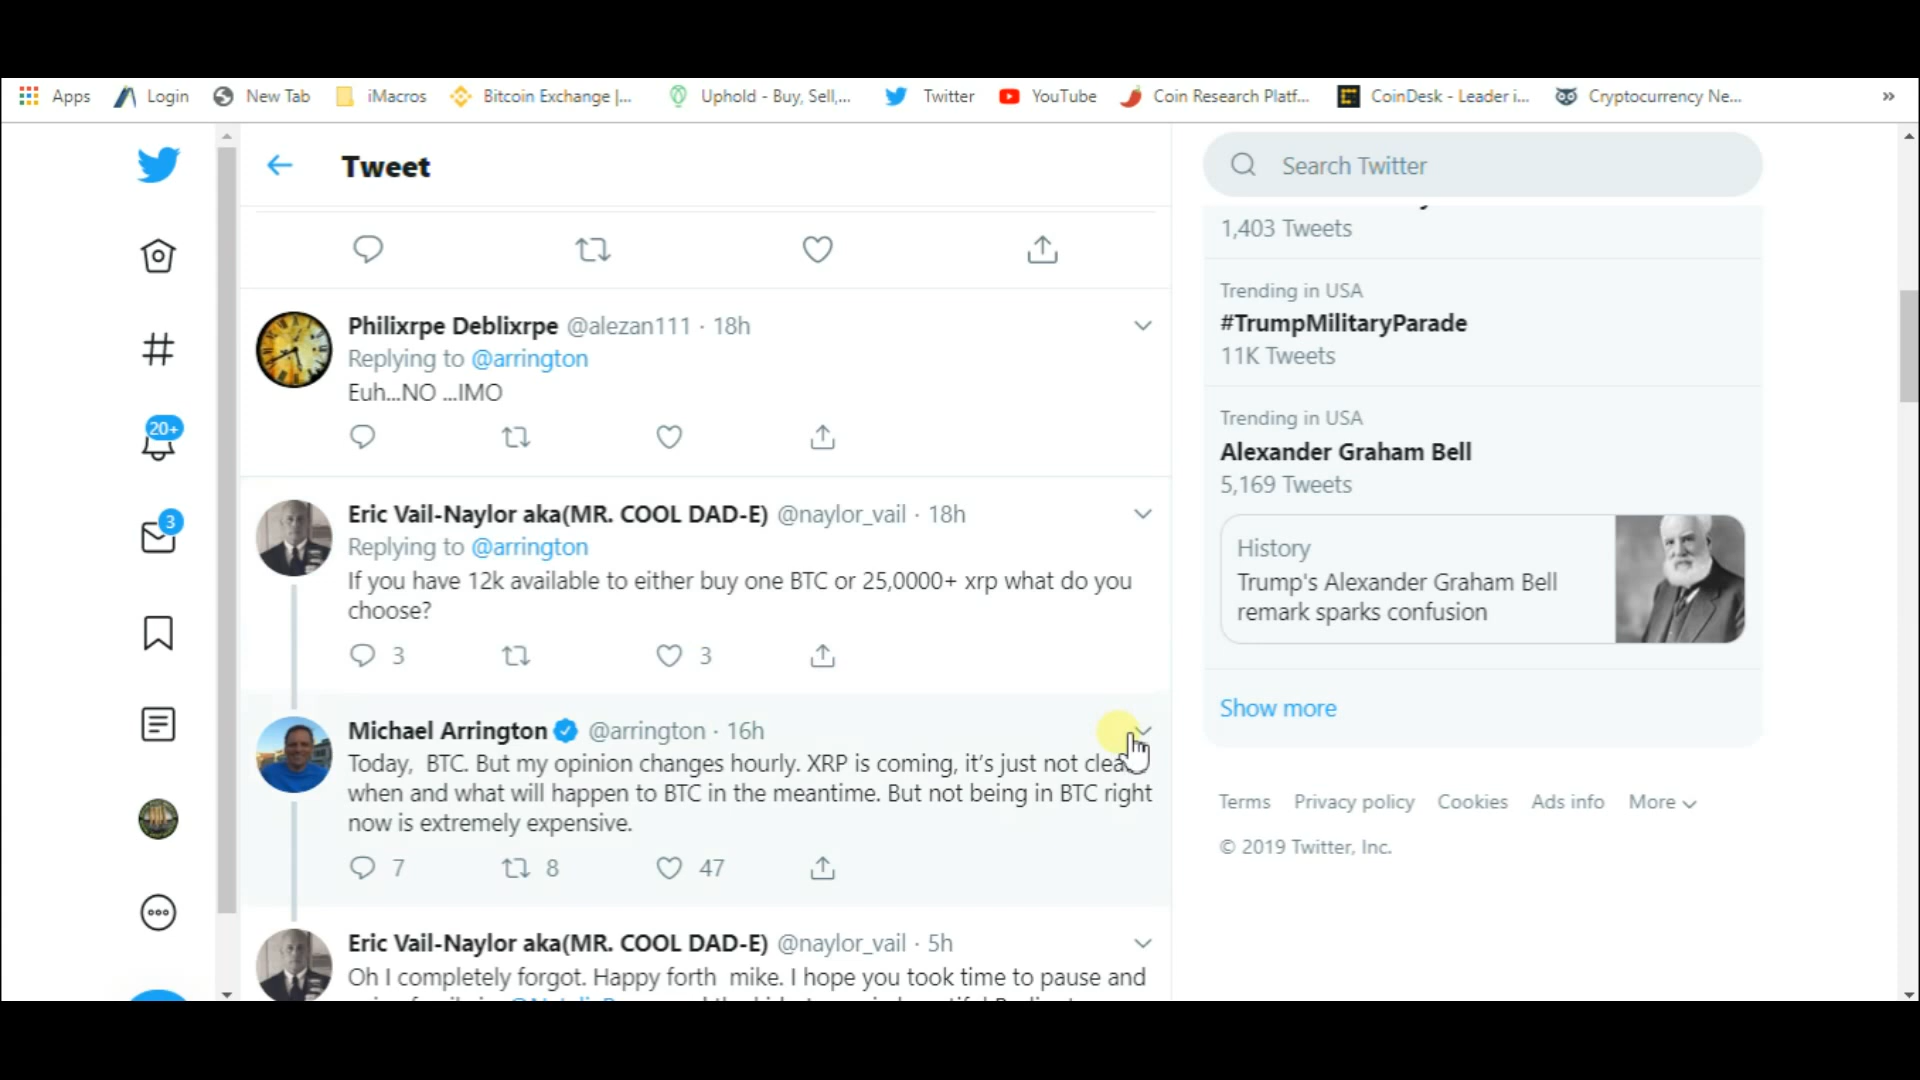 Apps Login New Tab iMacros Bitcoin Exchange |... Uphold - Buy, Sell,... Twitter YouTube Coin Research Platf... CoinDesk - Leader i... Cryptocurrency Ne... »
Tweet
Philixrpe Deblixrpe @alezan111 · 18h
Replying to @arrington
Euh...NO ...IMO
20+
Eric Vail-Naylor aka(MR. COOL DAD-E) @naylor_vail · 18h
Replying to @arrington
If you have 12k available to either buy one BTC or 25,0000+ xrp what do you
choose?
3
3 3
Michael Arrington @arrington · 16h
Today, BTC. But my opinion changes hourly. XRP is coming, it's just not
when and what will happen to BTC in the meantime. But not being in BTC right
now is extremely expensive.
7 8 47
Eric Vail-Naylor aka(MR. COOL DAD-E) @naylor_vail · 5h
Oh I completely forgot. Happy forth mike. I hope you took time to pause and
Search Twitter
1,403 Tweets
Trending in USA
#TrumpMilitaryParade
11K Tweets
Trending in USA
Alexander Graham Bell
5,169 Tweets
History
Trump's Alexander Graham Bell
remark sparks confusion
Show more
Terms Privacy policy Cookies Ads info More
© 2019 Twitter, Inc.